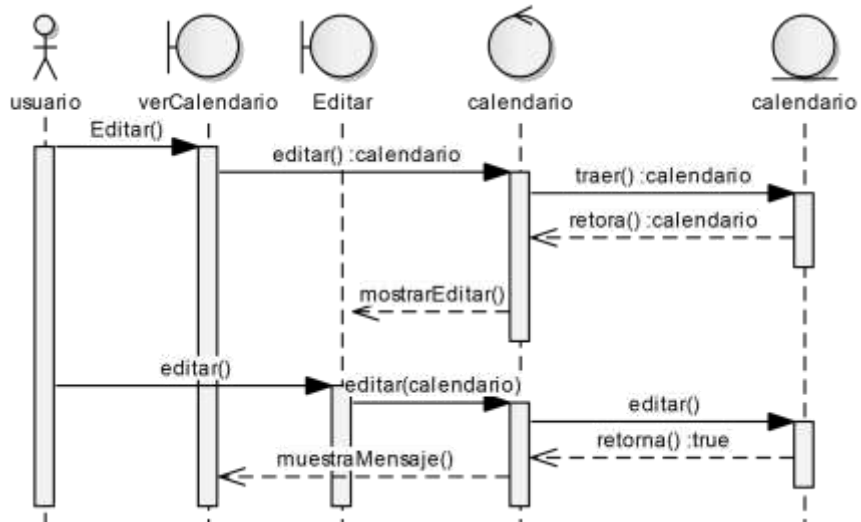 usuario
verCalendario
Editar
calendario
calendario
Editar()
editar() :calendario
traer() :calendario
retora() :calendario
mostrarEditar()
editar()
editar(calendario)
editar()
retorna() :true
muestraMensaje()